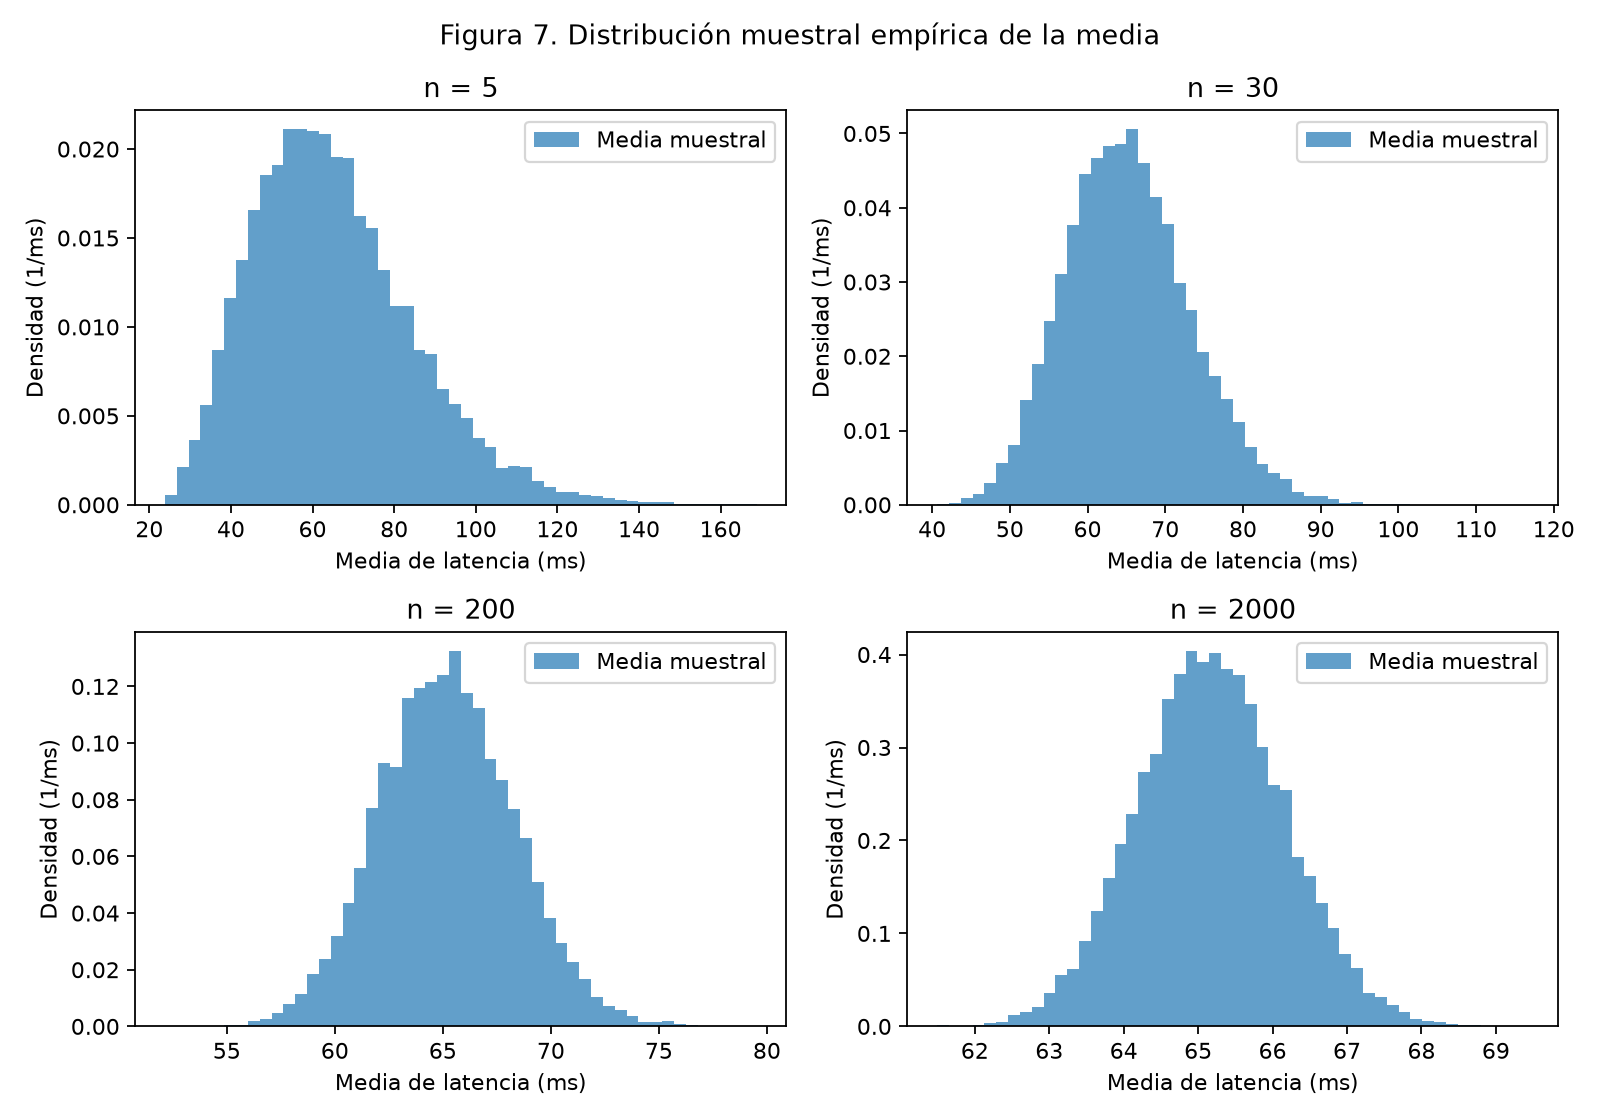 Figura 7. Distribución muestral empírica de la media
n = 5
Densidad (1/ms)
0.020
0.015
0.010
0.005
0.000
Media muestral
20 40 60 80 100 120 140 160
Media de latencia (ms)
n = 30
Densidad (1/ms)
0.05
0.04
0.03
0.02
0.01
0.00
Media muestral
40 50 60 70 80 90 100 110 120
Media de latencia (ms)
n = 200
Densidad (1/ms)
0.12
0.10
0.08
0.06
0.04
0.02
0.00
Media muestral
55 60 65 70 75 80
Media de latencia (ms)
n = 2000
Densidad (1/ms)
0.4
0.3
0.2
0.1
0.0
Media muestral
62 63 64 65 66 67 68 69
Media de latencia (ms)